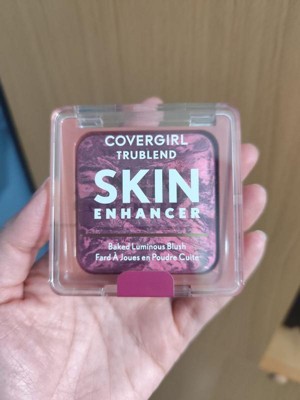 COVERGIRL
TRUBLEND
SKIN
ENHANCER
Baked Luminous Blush
Fard À Joues en Poudre Cuite